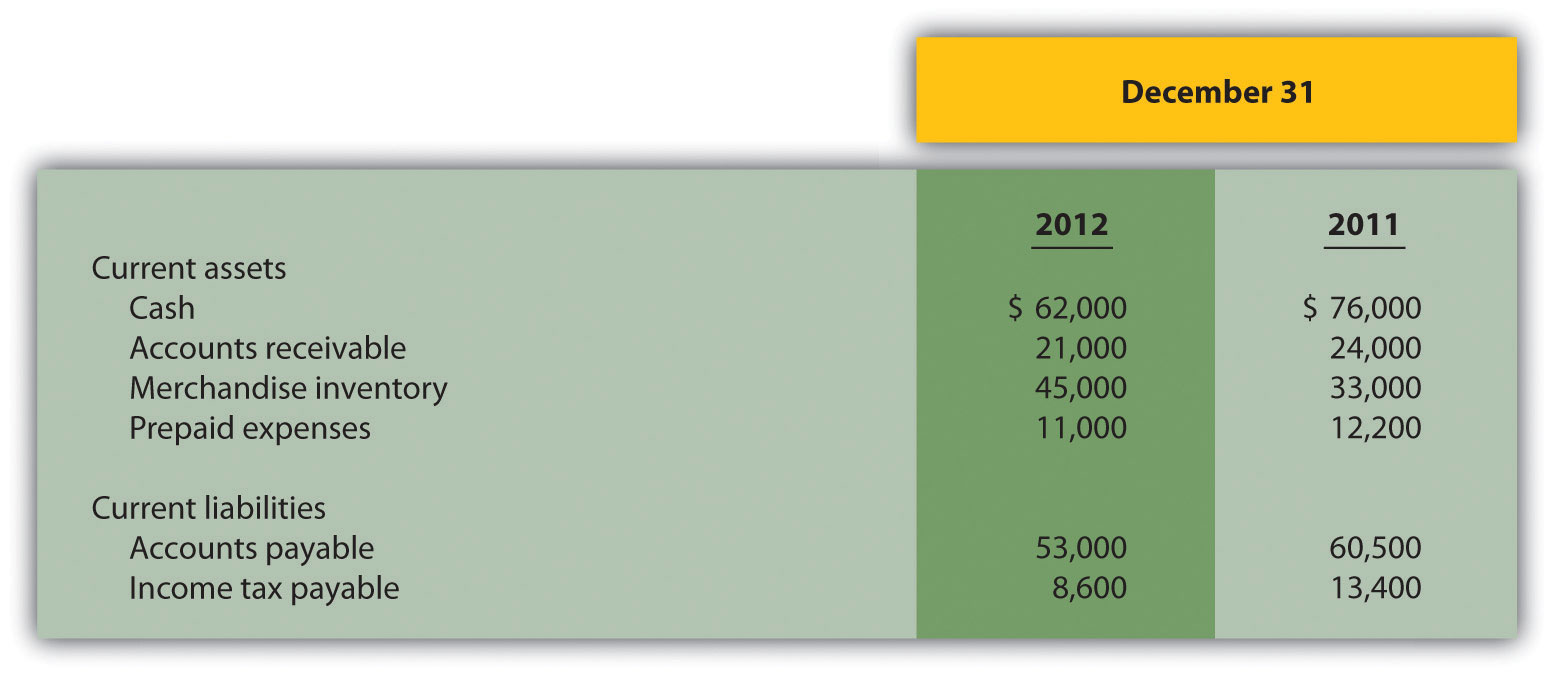 December 31
2012 2011
Current assets
Cash $ 62,000 $ 76,000
Accounts receivable 21,000 24,000
Merchandise inventory 45,000 33,000
Prepaid expenses 11,000 12,200
Current liabilities
Accounts payable 53,000 60,500
Income tax payable 8,600 13,400